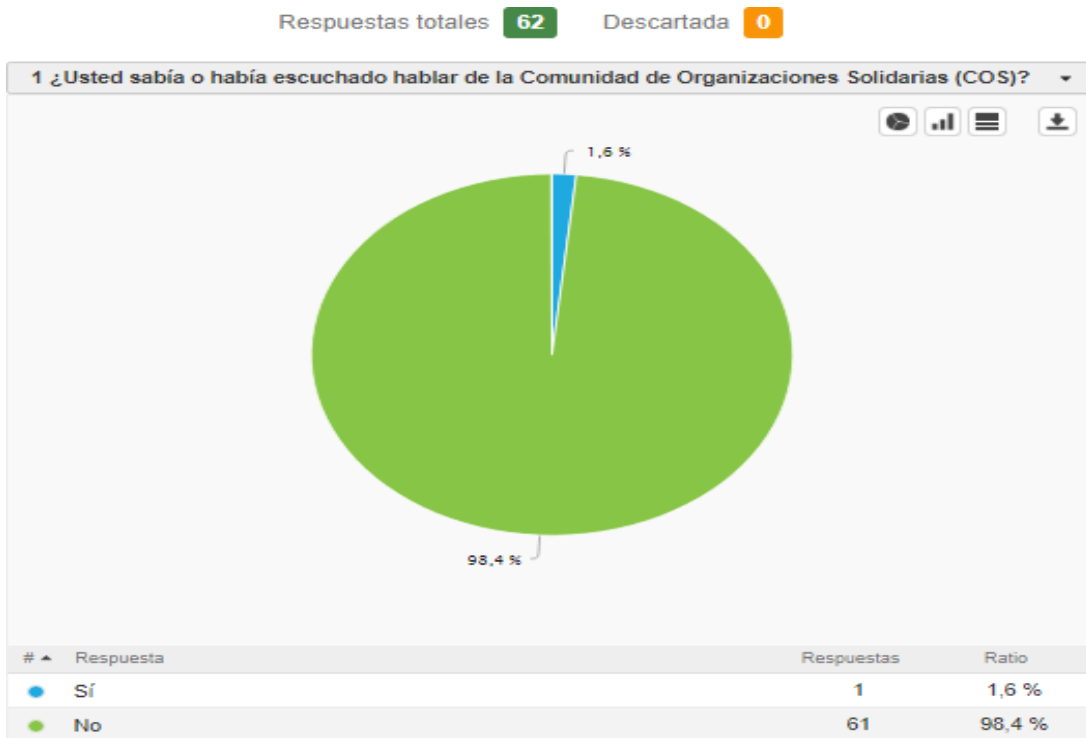 Respuestas totales 62 Descartada 0
1 ¿Usted sabía o había escuchado hablar de la Comunidad de Organizaciones Solidarias (COS)?
1,6 %
98,4 %
# Respuesta Respuestas Ratio
Sí 1 1,6 %
No 61 98,4 %